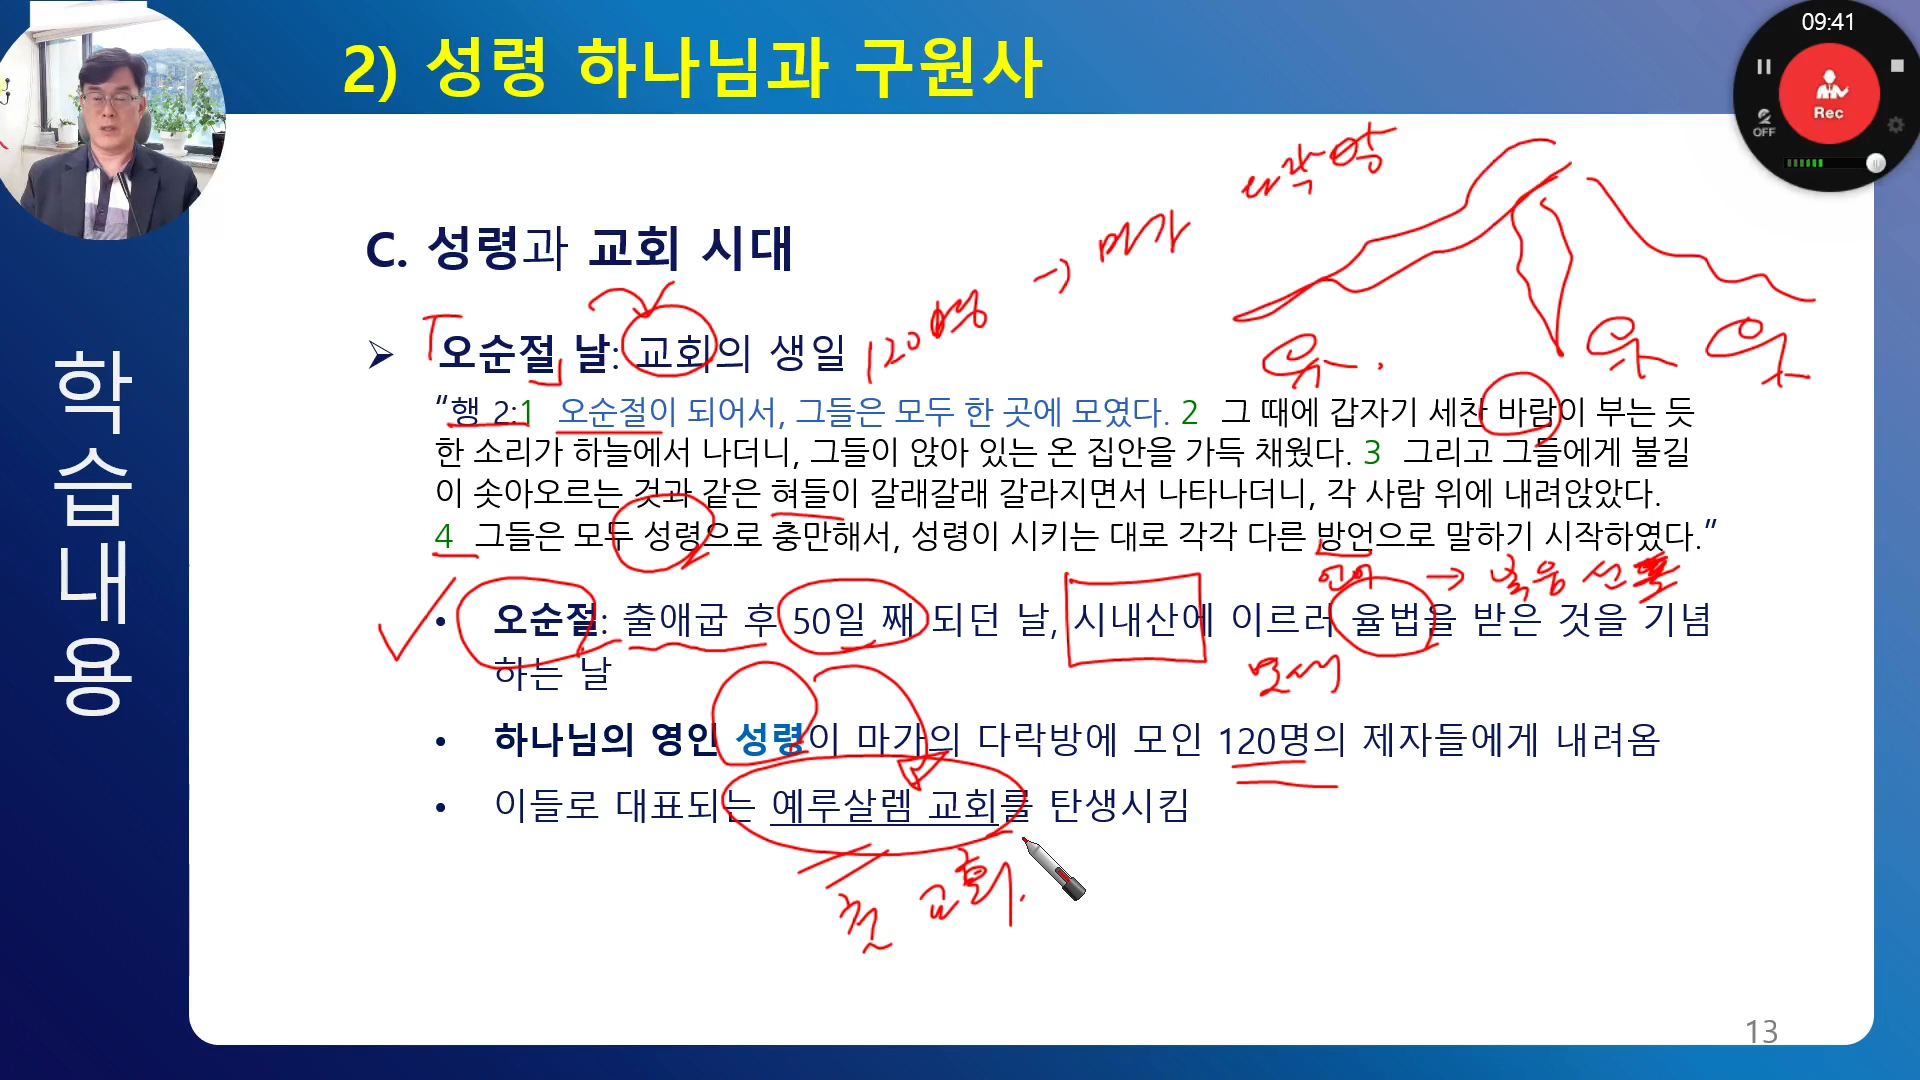 2) 성령 하나님과 구원사
09:41
Rec
OFF
학습내용
다락방
C. 성령과 교회 시대
120명 → 마가
➢ 오순절 날: 교회의 생일
“행 2:1 오순절이 되어서, 그들은 모두 한 곳에 모였다. 2 그 때에 갑자기 세찬 바람이 부는 듯
한 소리가 하늘에서 나더니, 그들이 앉아 있는 온 집안을 가득 채웠다. 3 그리고 그들에게 불길
이 솟아오르는 것과 같은 혀들이 갈래갈래 갈라지면서 나타나더니, 각 사람 위에 내려앉았다.
4 그들은 모두 성령으로 충만해서, 성령이 시키는 대로 각각 다른 방언으로 말하기 시작하였다.”
언어 → 복음 선포
• 오순절: 출애굽 후 50일 째 되던 날, 시내산에 이르러 율법을 받은 것을 기념
하는 날
모세
• 하나님의 영인 성령이 마가의 다락방에 모인 120명의 제자들에게 내려옴
• 이들로 대표되는 예루살렘 교회를 탄생시킴
첫 교회.
13